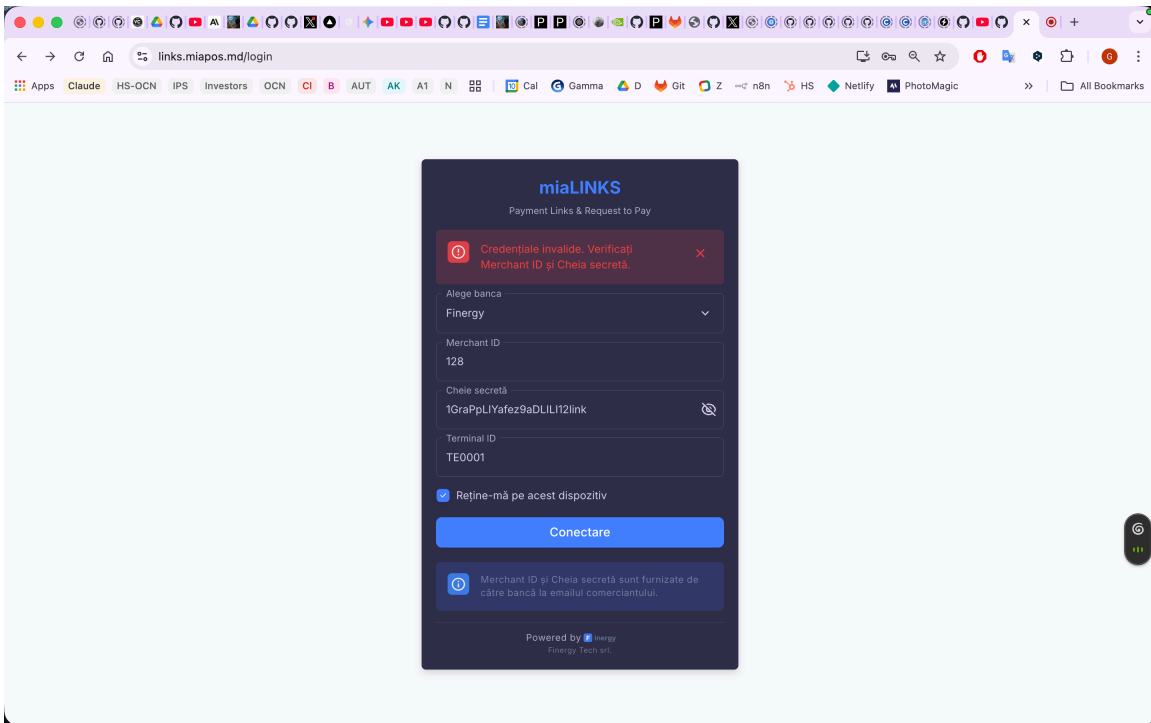 links.miapos.md/login
G
Apps Claude HS-OCN IPS Investors OCN CI B AUT AK A1 N Cal Gamma Git Z n8n HS Netlify PhotoMagic All Bookmarks
miaLINKS
Payment Links & Request to Pay
Credențiale invalide. Verificați
Merchant ID și Cheia secretă.
Alege banca
Finergy
Merchant ID
128
Cheie secretă
1GraPpLIYafez9aDLILI12link
Terminal ID
TE0001
Reține-mă pe acest dispozitiv
Conectare
Merchant ID și Cheia secretă sunt furnizate de
către bancă la emailul comerciantului.
Powered by F inergy
Finergy Tech srl.